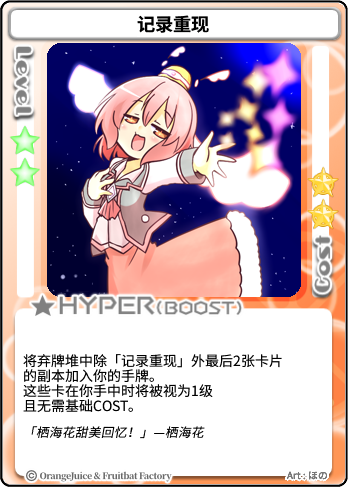 记录重现
Level
Cost
HYPER(BOOST)
将弃牌堆中除「记录重现」外最后2张卡片
的副本加入你的手牌。
这些卡在你手中时将被视为1级
且无需基础COST。
「栖海花甜美回忆！」—栖海花
© OrangeJuice & Fruitbat Factory
Art : ほの